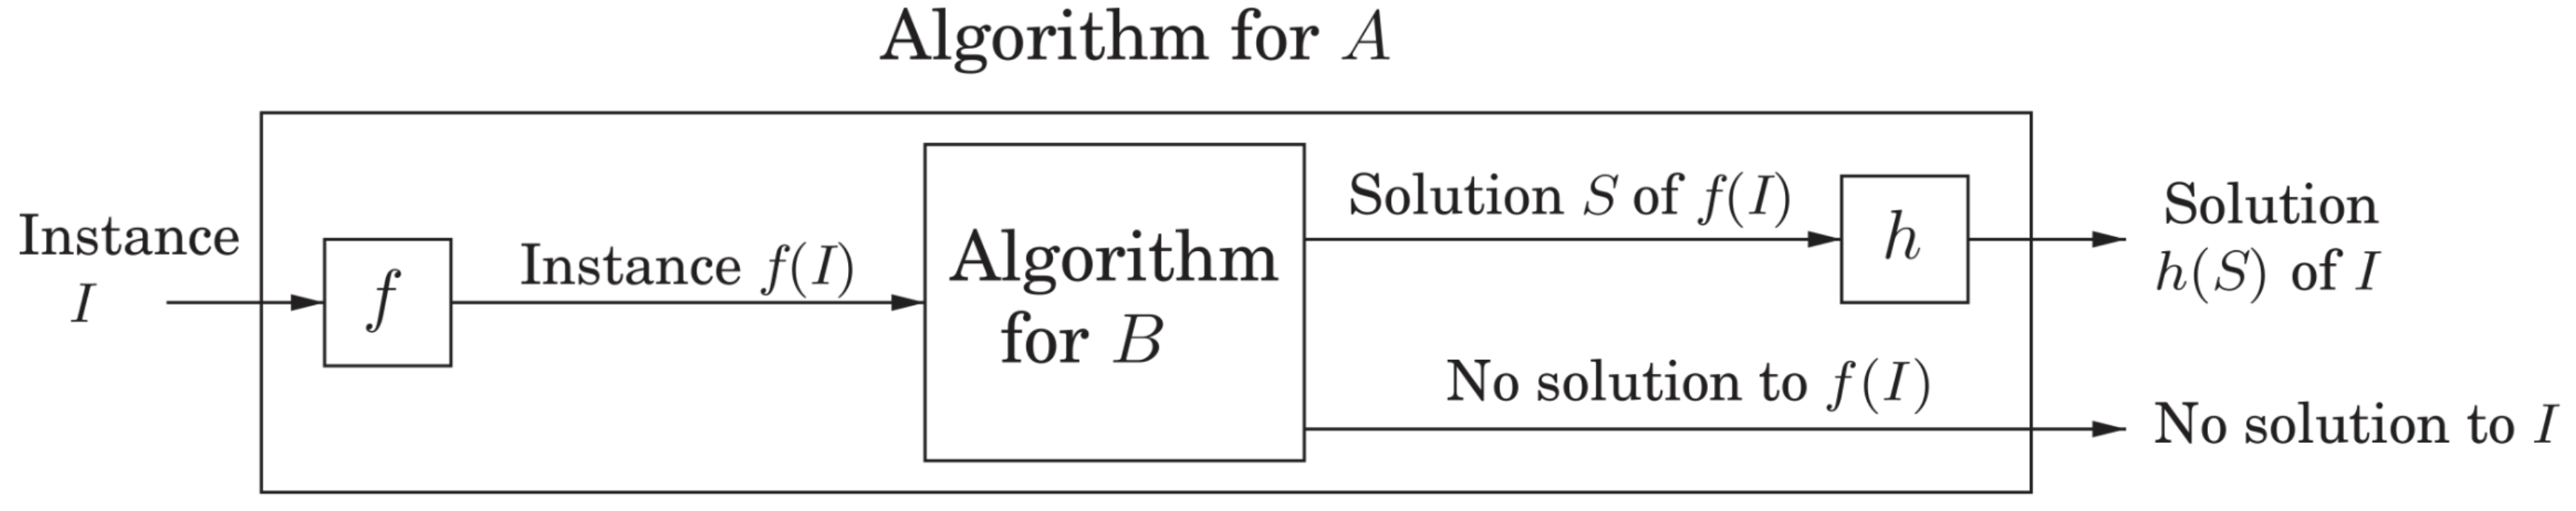 Algorithm for A
Instance
I
f
Instance f(I)
Algorithm
for B
Solution S of f(I)
h
Solution
h(S) of I
No solution to f(I)
No solution to I